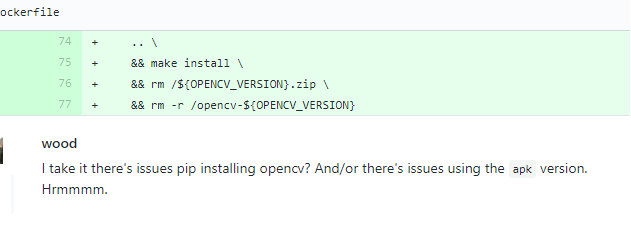 ockerfile
74 + .. \
75 + && make install \
76 + && rm /${OPENCV_VERSION}.zip \
77 + && rm -r /opencv-${OPENCV_VERSION}
wood
I take it there's issues pip installing opencv? And/or there's issues using the apk version.
Hrmmmm.